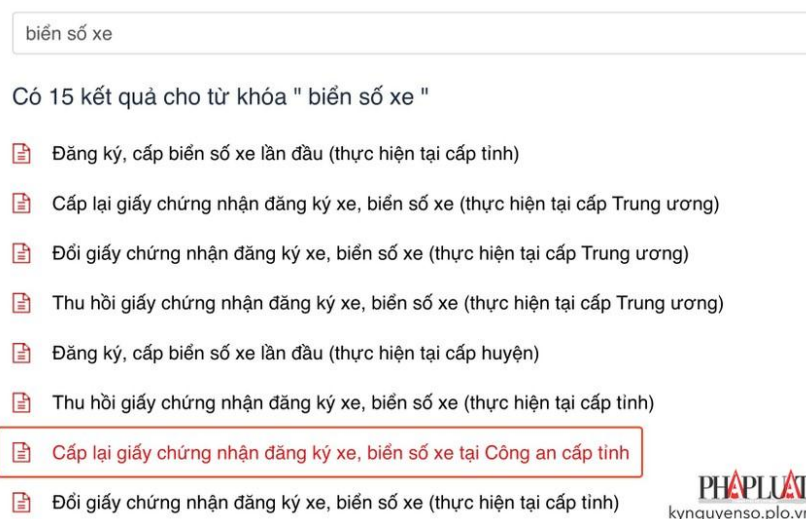 biển số xe
Có 15 kết quả cho từ khóa " biển số xe "
Đăng ký, cấp biển số xe lần đầu (thực hiện tại cấp tỉnh)
Cấp lại giấy chứng nhận đăng ký xe, biển số xe (thực hiện tại cấp Trung ương)
Đổi giấy chứng nhận đăng ký xe, biển số xe (thực hiện tại cấp Trung ương)
Thu hồi giấy chứng nhận đăng ký xe, biển số xe (thực hiện tại cấp Trung ương)
Đăng ký, cấp biển số xe lần đầu (thực hiện tại cấp huyện)
Thu hồi giấy chứng nhận đăng ký xe, biển số xe (thực hiện tại cấp tỉnh)
Cấp lại giấy chứng nhận đăng ký xe, biển số xe tại Công an cấp tỉnh
Đổi giấy chứng nhận đăng ký xe, biển số xe (thực hiện tại cấp tỉnh)
PHÁPLUẬT
kynguyenso.plo.vn